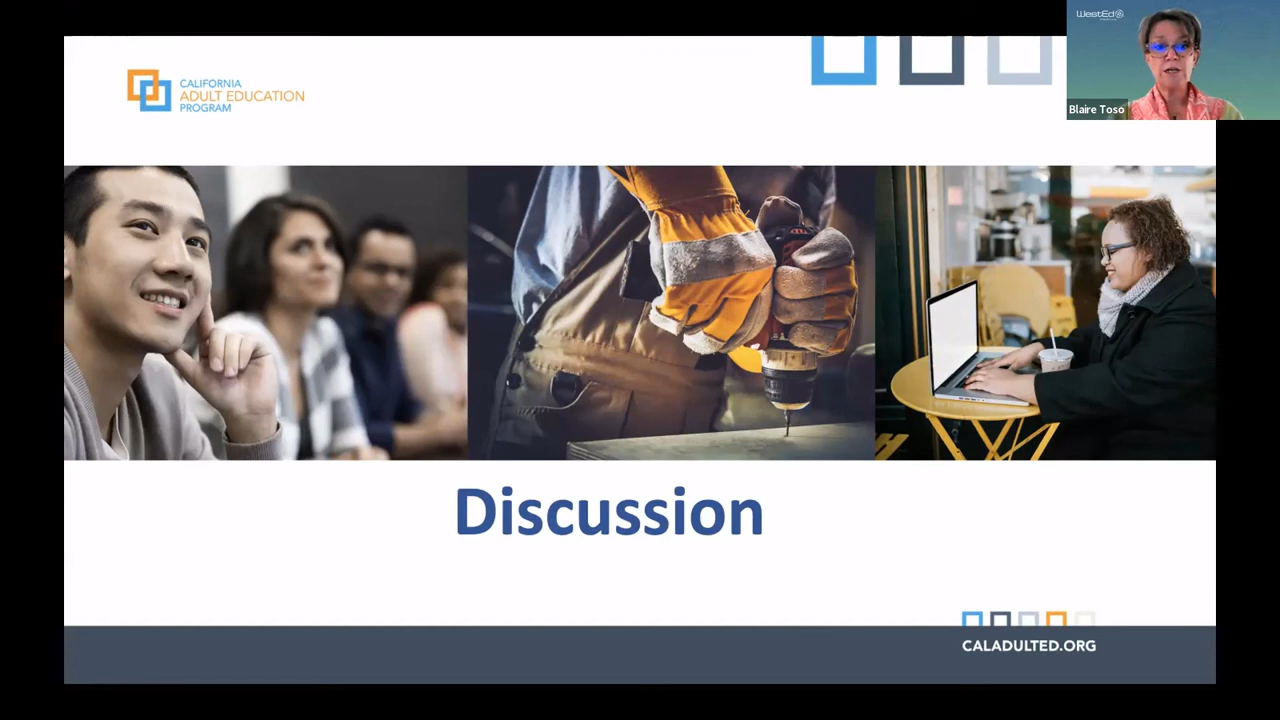 WestEd
Blaire Toso
CALIFORNIA
ADULT EDUCATION
PROGRAM
Discussion
CALADULTED.ORG